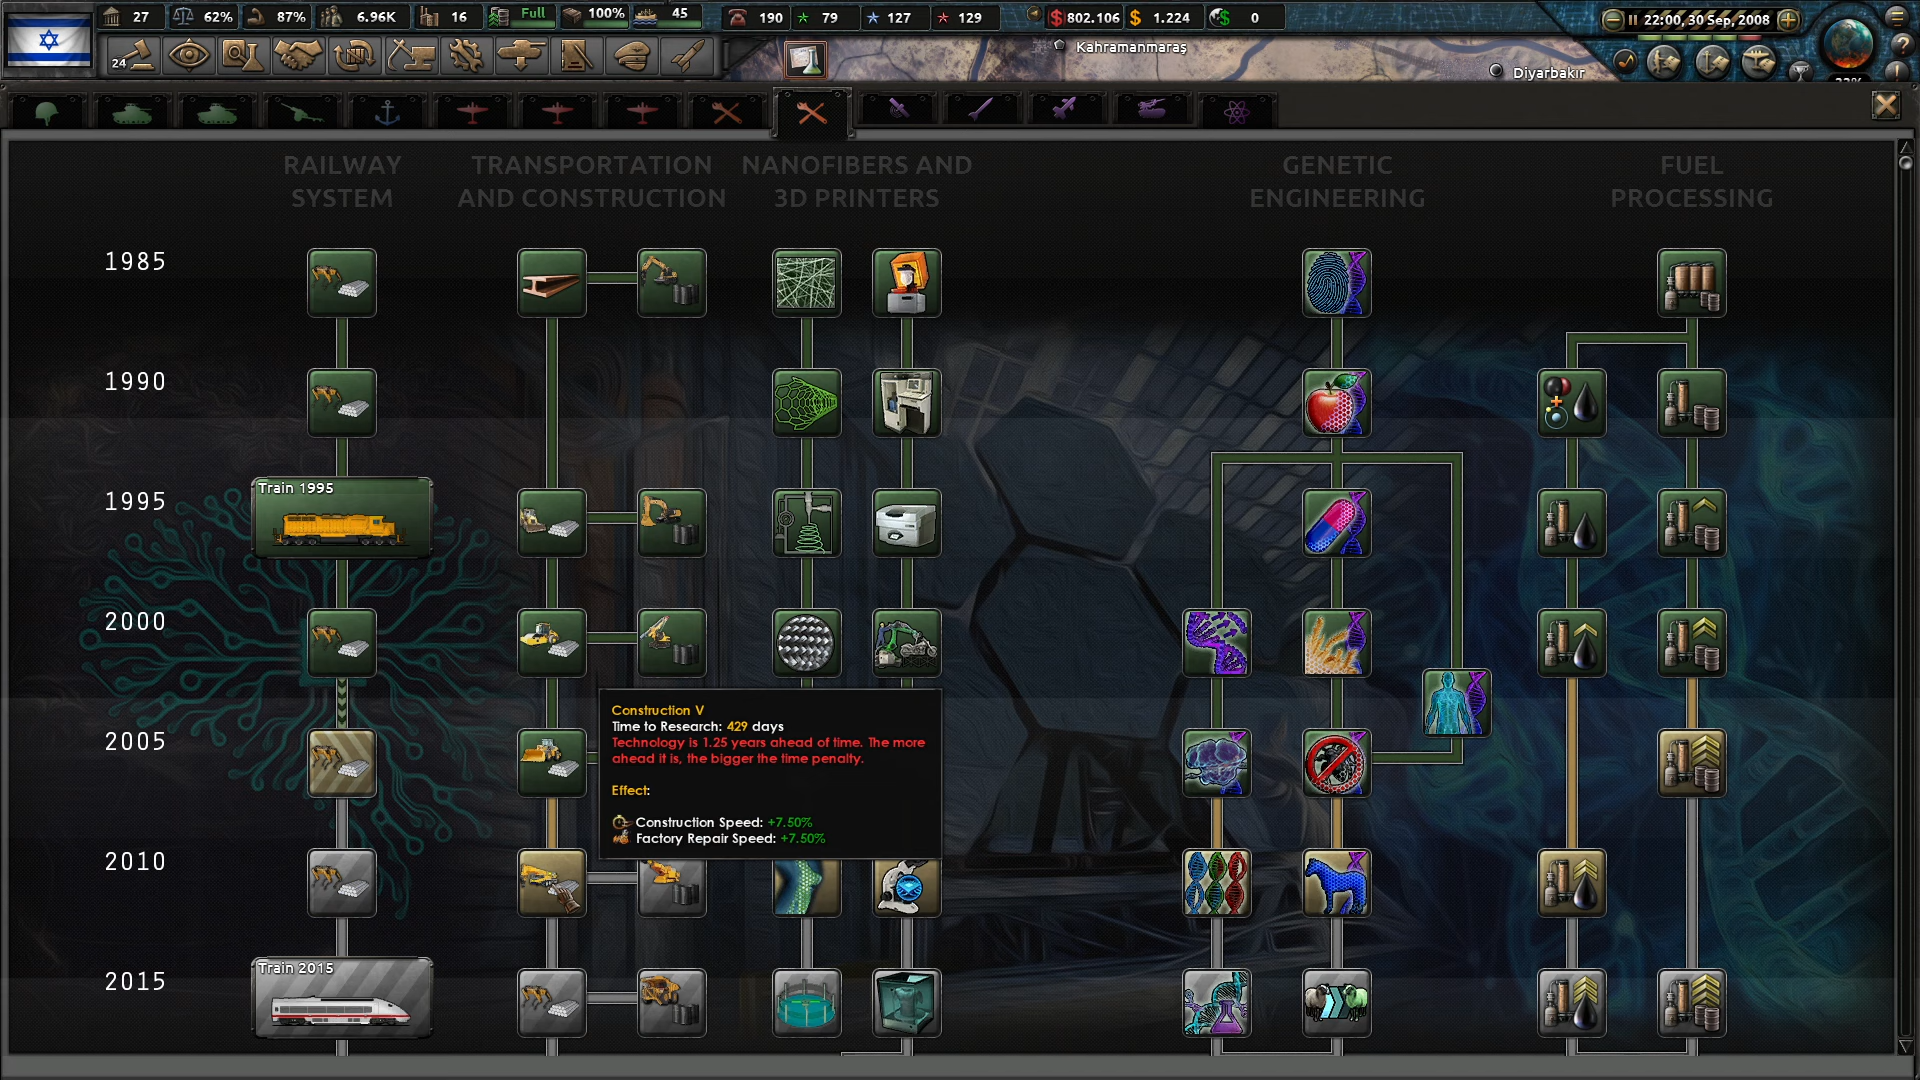 27 62% 87% 6.96K 16 Full 100% 45 190 79 127 129 802.106 1.224 0 22:00, 30 Sep, 2008
24
Kahramanmaraş
Diyarbakır
RAILWAY SYSTEM
TRANSPORTATION AND CONSTRUCTION
NANOFIBERS AND 3D PRINTERS
GENETIC ENGINEERING
FUEL PROCESSING
1985
1990
1995
Train 1995
2000
2005
Construction V
Time to Research: 429 days
Technology is 1.25 years ahead of time. The more
ahead it is, the bigger the time penalty.
Effect:
Construction Speed: +7.50%
Factory Repair Speed: +7.50%
2010
2015
Train 2015